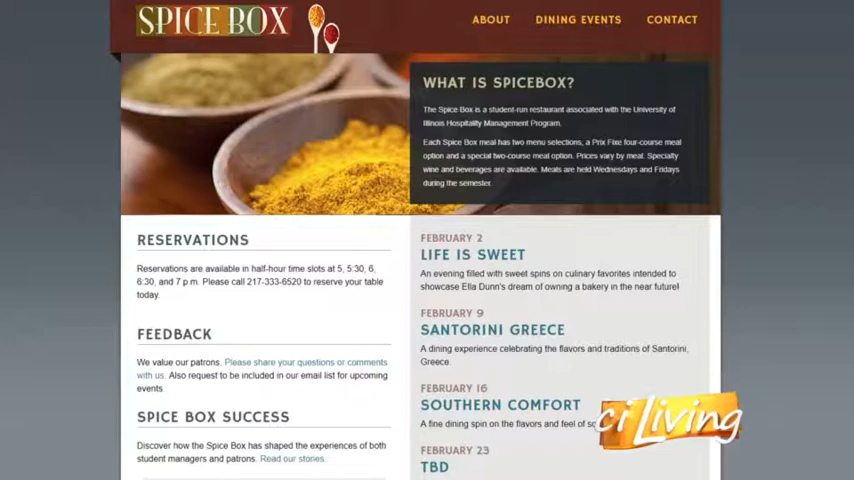 SPICE BOX
ABOUT DINING EVENTS CONTACT
WHAT IS SPICEBOX?
The Spice Box is a student-run restaurant associated with the University of
Illinois Hospitality Management Program.
Each Spice Box meal has two menu selections, a Prix Fixe four-course meal
option and a special two-course meal option. Prices vary by meal. Specialty
wine and beverages are available. Meals are held Wednesdays and Fridays
during the semester.
RESERVATIONS
Reservations are available in half-hour time slots at 5, 5:30, 6,
6:30, and 7 p.m. Please call 217-333-6520 to reserve your table
today.
FEEDBACK
We value our patrons. Please share your questions or comments
with us. Also request to be included in our email list for upcoming
events.
SPICE BOX SUCCESS
Discover how the Spice Box has shaped the experiences of both
student managers and patrons. Read our stories.
FEBRUARY 2
LIFE IS SWEET
An evening filled with sweet spins on culinary favorites intended to
showcase Ella Dunn's dream of owning a bakery in the near future!
FEBRUARY 9
SANTORINI GREECE
A dining experience celebrating the flavors and traditions of Santorini,
Greece.
FEBRUARY 16
SOUTHERN COMFORT
A fine dining spin on the flavors and feel of
FEBRUARY 23
TBD
ciLiving